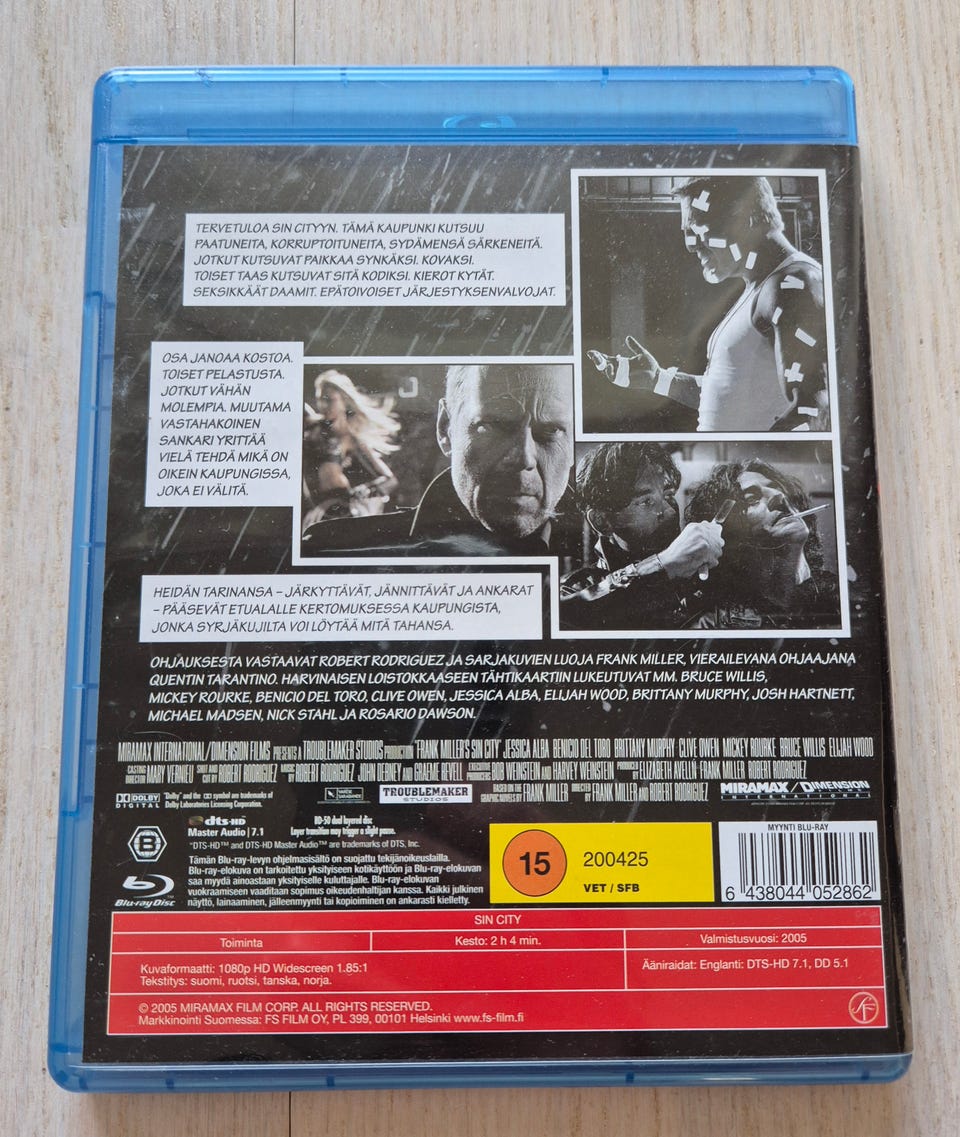 TERVETULOA SIN CITYYN. TÄMÄ KAUPUNKI KUTSUU
PAATUNEITA, KORRUPTOITUNEITA, SYDÄMENSÄ SÄRKENEITÄ.
JOTKUT KUTSUVAT PAIKKAA SYNKÄKSI. KOVAKSI.
TOISET TAAS KUTSUVAT SITÄ KODIKSI. KIEROT KYTÄT.
SEKSIKKÄÄT DAAMIT. EPÄTOIVOISET JÄRJESTYKSENVALVOJAT.
OSA JANOAA KOSTOA.
TOISET PELASTUSTA.
JOTKUT VÄHÄN
MOLEMPIA. MUUTAMA
VASTAHAKOINEN
SANKARI YRITTÄÄ
VIELÄ TEHDÄ MIKÄ ON
OIKEIN KAUPUNGISSA,
JOKA EI VÄLITÄ.
HEIDÄN TARINANSA – JÄRKYTTÄVÄT, JÄNNITTÄVÄT JA ANKARAT
– PÄÄSEVÄT ETUALALLE KERTOMUKSESSA KAUPUNGISTA,
JONKA SYRJÄKUJILTA VOI LÖYTÄÄ MITÄ TAHANSA.
OHJAUKSESTA VASTAAVAT ROBERT RODRIGUEZ JA SARJAKUVIEN LUOJA FRANK MILLER, VIERAILEVANA OHJAAJANA
QUENTIN TARANTINO. HARVINAISEN LOISTOKKAASEEN TÄHTIKAARTIIN LUKEUTUVAT MM. BRUCE WILLIS,
MICKEY ROURKE, BENICIO DEL TORO, CLIVE OWEN, JESSICA ALBA, ELIJAH WOOD, BRITTANY MURPHY, JOSH HARTNETT,
MICHAEL MADSEN, NICK STAHL JA ROSARIO DAWSON.
MIRAMAX INTERNATIONAL/DIMENSION FILMS PRESENTS A TROUBLEMAKER STUDIOS PRODUCTION "FRANK MILLER'S SIN CITY" JESSICA ALBA BENICIO DEL TORO BRITTANY MURPHY CLIVE OWEN MICKEY ROURKE BRUCE WILLIS ELIJAH WOOD
CASTING DIRECTOR MARY VERNIEU SHOT AND CUT BY ROBERT RODRIGUEZ MUSIC BY ROBERT RODRIGUEZ JOHN DEBNEY AND GRAEME REVELL EXECUTIVE PRODUCERS BOB WEINSTEIN AND HARVEY WEINSTEIN PRODUCED BY ELIZABETH AVELLÁN FRANK MILLER ROBERT RODRIGUEZ
DOLBY DIGITAL "Dolby" and the DD symbol are trademarks of Dolby Laboratories Licensing Corporation. VARÈSE SARABANDE TROUBLEMAKER STUDIOS BASED ON THE GRAPHIC NOVELS BY FRANK MILLER DIRECTED BY FRANK MILLER AND ROBERT RODRIGUEZ MIRAMAX/DIMENSION INTERNATIONAL
dts-HD Master Audio | 7.1
BD-50 dual layered disc
Layer transition may trigger a slight pause.
"DTS-HD™ and DTS-HD Master Audio™ are trademarks of DTS, Inc.
B
Blu-ray Disc
Tämän Blu-ray-levyn ohjelmasisältö on suojattu tekijänoikeuslailla.
Blu-ray-elokuva on tarkoitettu yksityiseen kotikäyttöön ja Blu-ray-elokuvan
saa myydä ainoastaan yksityiselle kuluttajalle. Blu-ray-elokuvan
vuokraamiseen vaaditaan sopimus oikeudenhaltijan kanssa. Kaikki julkinen
näyttö, lainaaminen, jälleenmyynti tai kopioiminen on ankarasti kielletty.
15
200425
VET / SFB
MYYNTI BLU-RAY
6 438044 052862
SIN CITY
Toiminta
Kesto: 2 h 4 min.
Valmistusvuosi: 2005
Kuvaformaatti: 1080p HD Widescreen 1.85:1
Tekstitys: suomi, ruotsi, tanska, norja.
Ääniraidat: Englanti: DTS-HD 7.1, DD 5.1
© 2005 MIRAMAX FILM CORP. ALL RIGHTS RESERVED.
Markkinointi Suomessa: FS FILM OY, PL 399, 00101 Helsinki www.fs-film.fi
SF